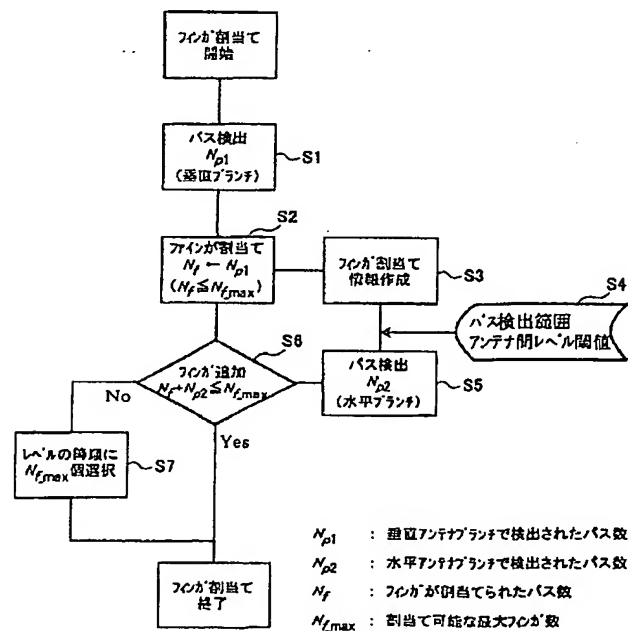 フィンガ割当て
開始
パス検出
Np1
(垂直ブランチ)
S1
S2
ファインが割当て
Nf ← Np1
(Nf≦Nf_max)
フィンガ割当て
情報作成
S3
S4
パス検出範囲
アンテナ間レベル閾値
S6
フィンガ追加
Nf+Np2≦Nf_max
パス検出
Np2
(水平ブランチ)
S5
No
Yes
レベルの降順に
Nf_max個選択
S7
フィンガ割当て
終了
Np1 : 垂直アンテナブランチで検出されたパス数
Np2 : 水平アンテナブランチで検出されたパス数
Nf : フィンガが割当てられたパス数
Nf_max : 割当て可能な最大フィンガ数